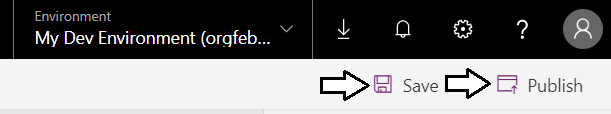 Environment
My Dev Environment (orgfeb...
Save
Publish